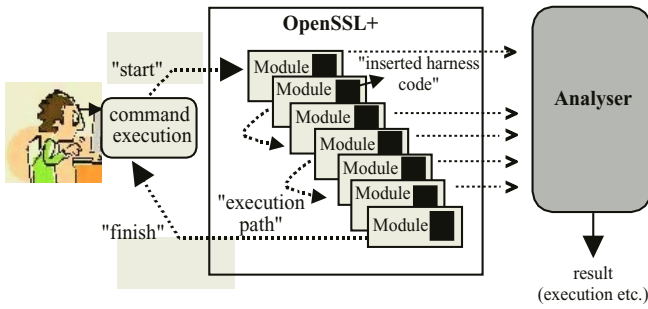 OpenSSL+
"start"
Module
"inserted harness
code"
Module
Analyser
command
execution
Module
Module
Module
"execution
path"
Module
"finish"
Module
result
(execution etc.)